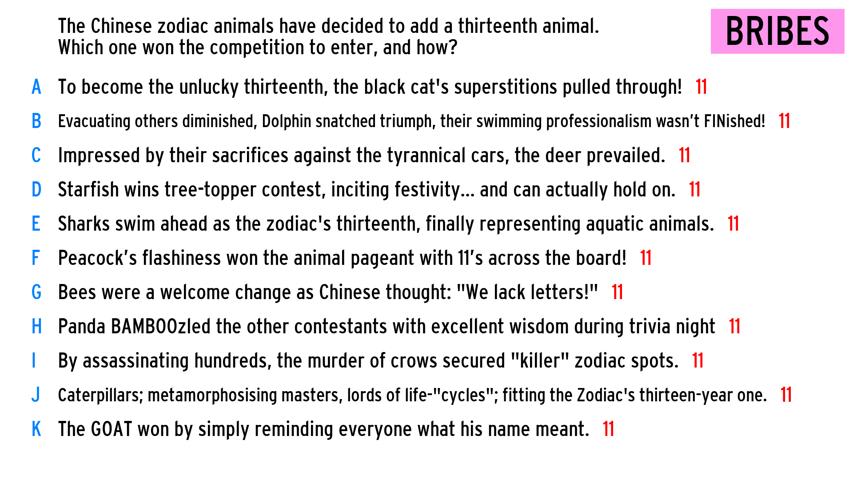 The Chinese zodiac animals have decided to add a thirteenth animal.
Which one won the competition to enter, and how?
BRIBES
A To become the unlucky thirteenth, the black cat's superstitions pulled through! 11
B Evacuating others diminished, Dolphin snatched triumph, their swimming professionalism wasn't FINished! 11
C Impressed by their sacrifices against the tyrannical cars, the deer prevailed. 11
D Starfish wins tree-topper contest, inciting festivity... and can actually hold on. 11
E Sharks swim ahead as the zodiac's thirteenth, finally representing aquatic animals. 11
F Peacock's flashiness won the animal pageant with 11's across the board! 11
G Bees were a welcome change as Chinese thought: "We lack letters!" 11
H Panda BAMBOOzled the other contestants with excellent wisdom during trivia night 11
I By assassinating hundreds, the murder of crows secured "killer" zodiac spots. 11
J Caterpillars; metamorphosising masters, lords of life-"cycles"; fitting the Zodiac's thirteen-year one. 11
K The GOAT won by simply reminding everyone what his name meant. 11